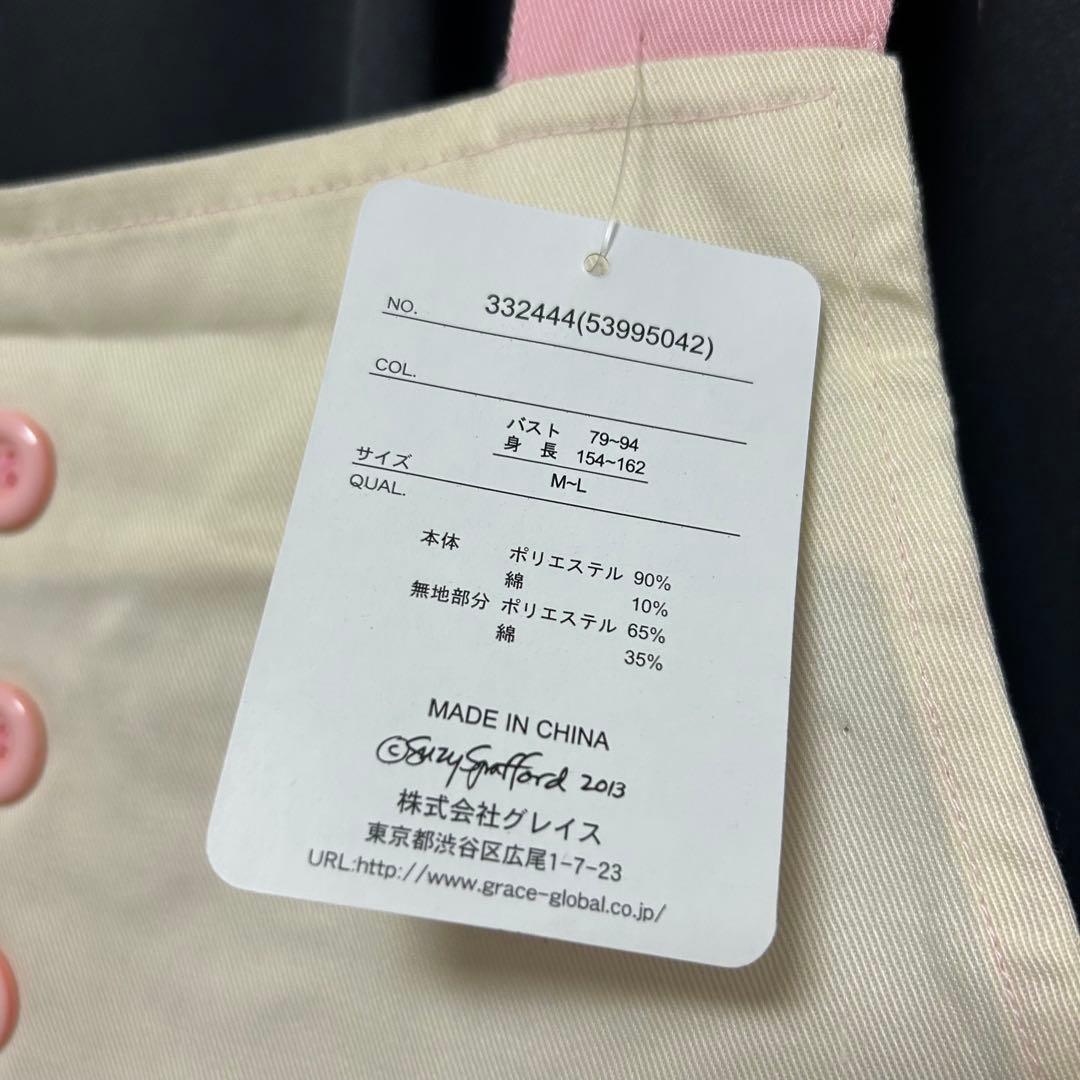 NO. 332444(53995042)
COL.
バスト 79~94
身 長 154~162
サイズ M~L
QUAL.
本体 ポリエステル 90%
綿 10%
無地部分 ポリエステル 65%
綿 35%
MADE IN CHINA
©Suzy Spafford 2013
株式会社グレイス
東京都渋谷区広尾1-7-23
URL:http://www.grace-global.co.jp/